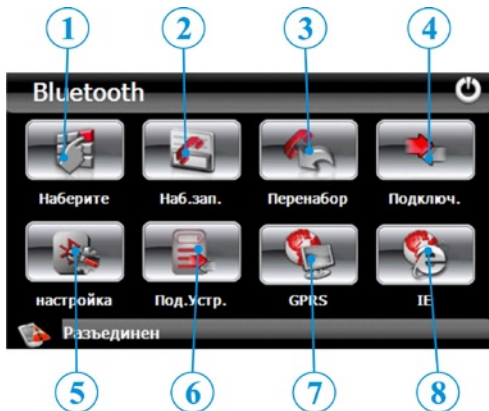 1 2 3 4
Bluetooth
Наберите Наб.зап. Перенабор Подключ.
настройка Под.Устр. GPRS IE
Разъединен
5 6 7 8